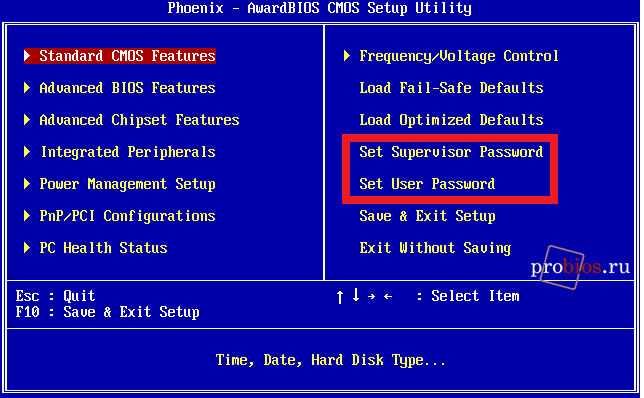 Phoenix - AwardBIOS CMOS Setup Utility
Standard CMOS Features
Advanced BIOS Features
Advanced Chipset Features
Integrated Peripherals
Power Management Setup
PnP/PCI Configurations
PC Health Status
Frequency/Voltage Control
Load Fail-Safe Defaults
Load Optimized Defaults
Set Supervisor Password
Set User Password
Save & Exit Setup
Exit Without Saving
probios.ru
Esc : Quit
F10 : Save & Exit Setup
↑ ↓ → ← : Select Item
Time, Date, Hard Disk Type...